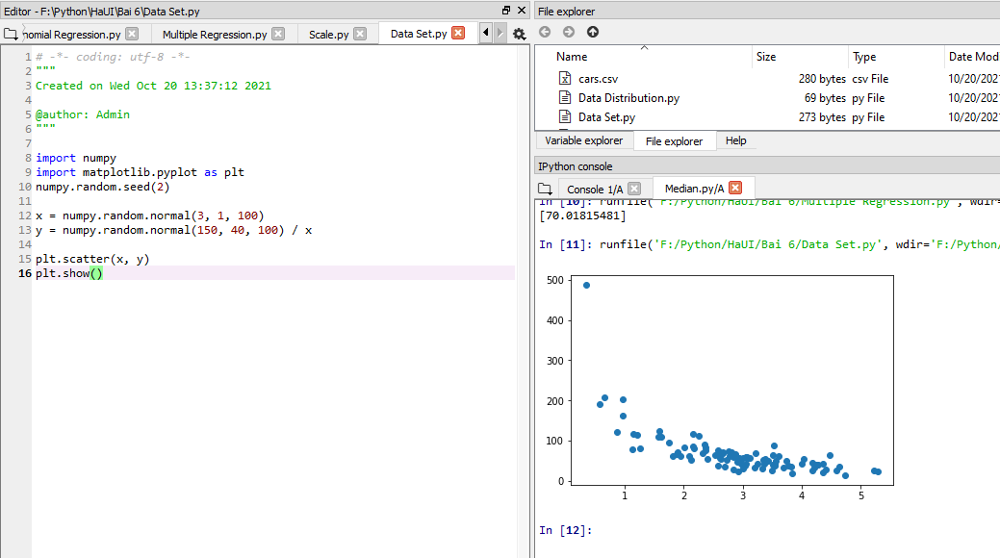 Editor - F:\Python\HaUI\Bai 6\Data Set.py
nomial Regression.py
Multiple Regression.py
Scale.py
Data Set.py
1 # -*- coding: utf-8 -*-
2 """
3 Created on Wed Oct 20 13:37:12 2021
4
5 @author: Admin
6 """
7
8 import numpy
9 import matplotlib.pyplot as plt
10 numpy.random.seed(2)
11
12 x = numpy.random.normal(3, 1, 100)
13 y = numpy.random.normal(150, 40, 100) / x
14
15 plt.scatter(x, y)
16 plt.show()
File explorer
Name Size Type Date Mod
cars.csv 280 bytes csv File 10/20/2021
Data Distribution.py 69 bytes py File 10/20/2021
Data Set.py 273 bytes py File 10/20/2021
Variable explorer File explorer Help
IPython console
Console 1/A Median.py/A
In [10]: runfile('F:/Python/HaUI/Bai 6/Multiple Regression.py', wdir=
[70.01815481]
In [11]: runfile('F:/Python/HaUI/Bai 6/Data Set.py', wdir='F:/Python/
500
400
300
200
100
0
1 2 3 4 5
In [12]: